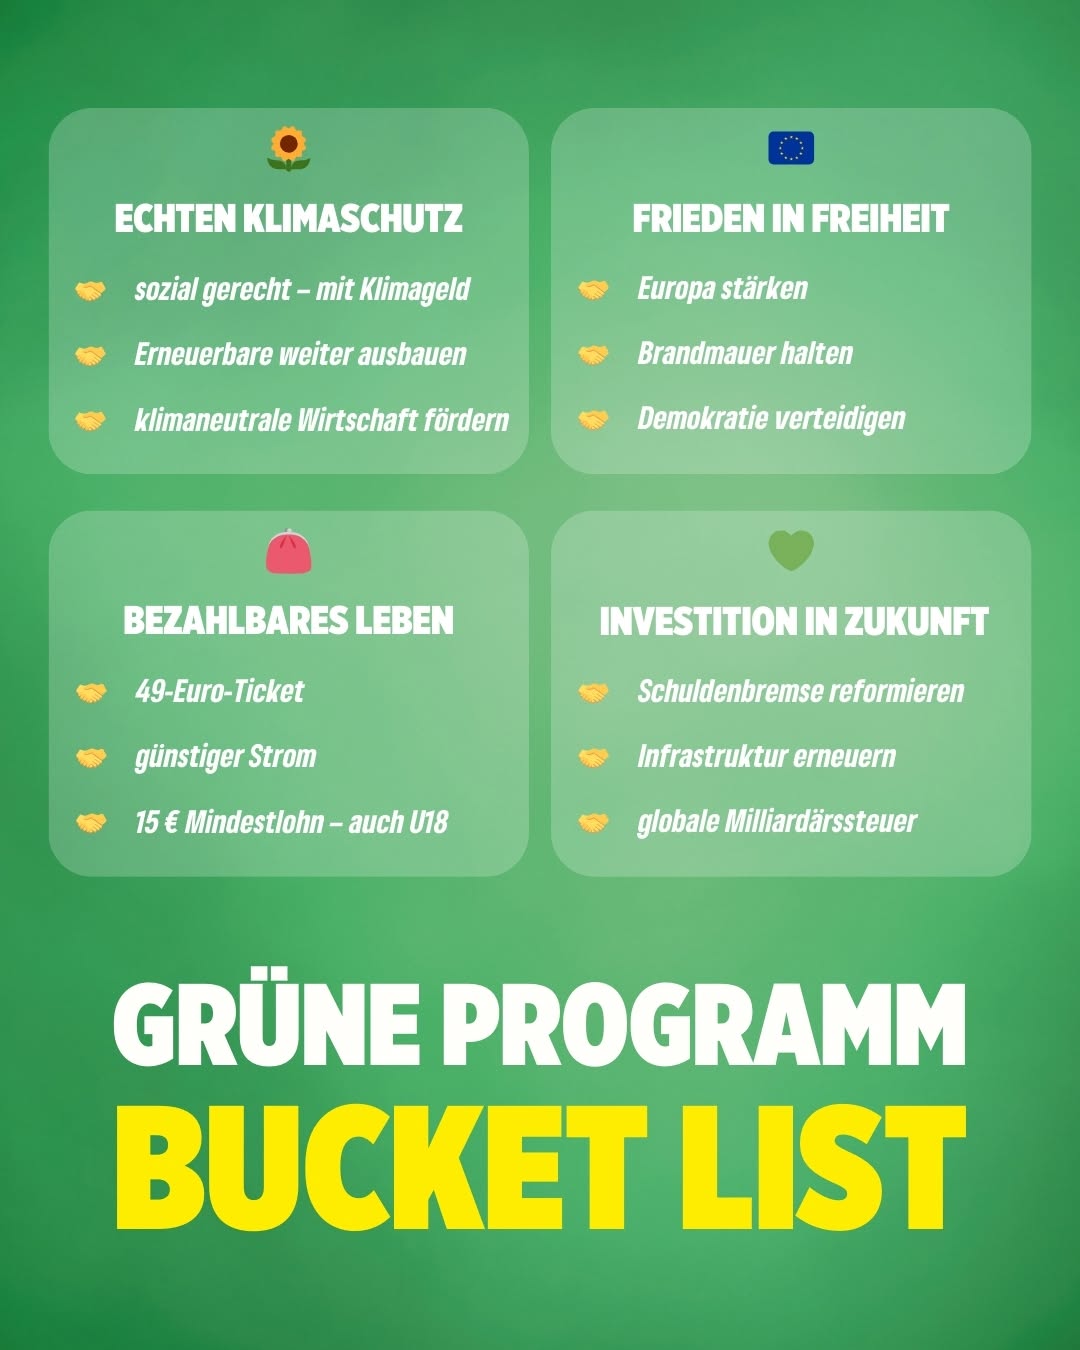 ECHTEN KLIMASCHUTZ
sozial gerecht – mit Klimageld
Erneuerbare weiter ausbauen
klimaneutrale Wirtschaft fördern
FRIEDEN IN FREIHEIT
Europa stärken
Brandmauer halten
Demokratie verteidigen
BEZAHLBARES LEBEN
49-Euro-Ticket
günstiger Strom
15 € Mindestlohn – auch U18
INVESTITION IN ZUKUNFT
Schuldenbremse reformieren
Infrastruktur erneuern
globale Milliardärssteuer
GRÜNE PROGRAMM
BUCKET LIST